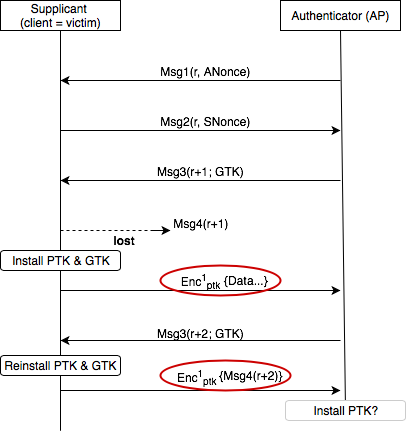 Supplicant
(client = victim)
Authenticator (AP)
Msg1(r, ANonce)
Msg2(r, SNonce)
Msg3(r+1; GTK)
Msg4(r+1)
lost
Install PTK & GTK
Enc¹ptk {Data...}
Msg3(r+2; GTK)
Reinstall PTK & GTK
Enc¹ptk {Msg4(r+2)}
Install PTK?